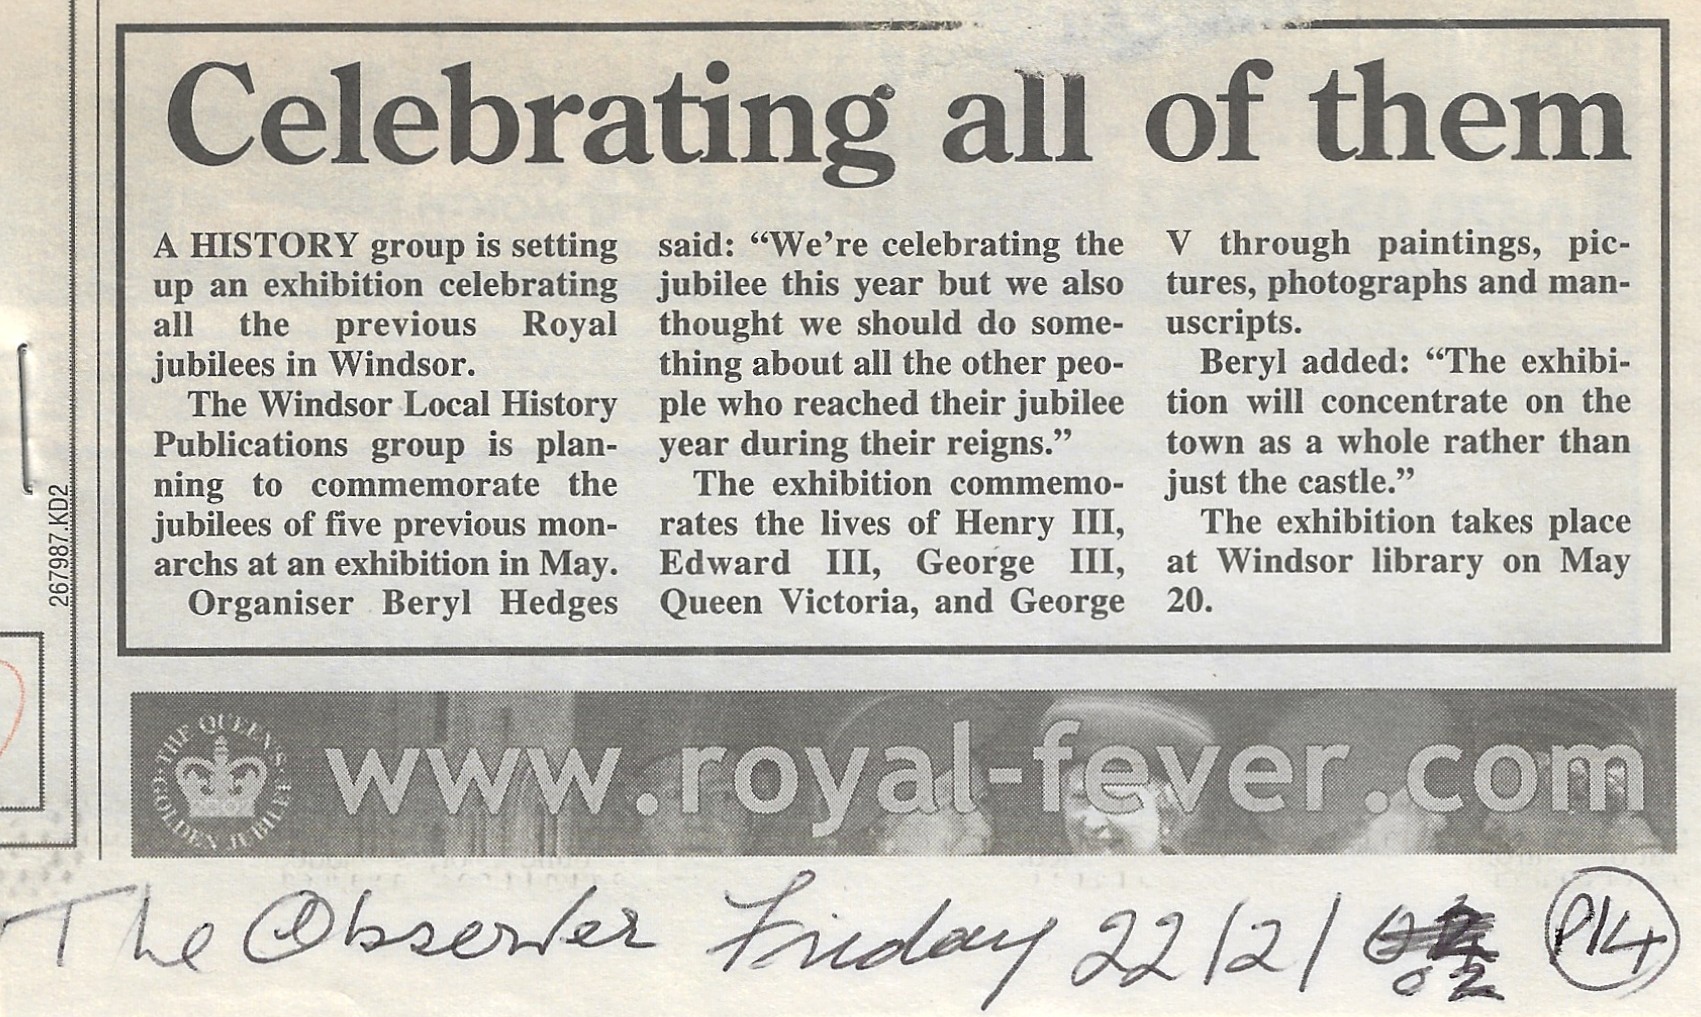 Celebrating all of them
A HISTORY group is setting
up an exhibition celebrating
all the previous Royal
jubilees in Windsor.
The Windsor Local History
Publications group is plan-
ning to commemorate the
jubilees of five previous mon-
archs at an exhibition in May.
Organiser Beryl Hedges
said: “We’re celebrating the
jubilee this year but we also
thought we should do some-
thing about all the other peo-
ple who reached their jubilee
year during their reigns.”
The exhibition commemo-
rates the lives of Henry III,
Edward III, George III,
Queen Victoria, and George
V through paintings, pic-
tures, photographs and man-
uscripts.
Beryl added: “The exhibi-
tion will concentrate on the
town as a whole rather than
just the castle.”
The exhibition takes place
at Windsor library on May
20.
267987.KD2
THE QUEEN'S GOLDEN JUBILEE
2002
www.royal-fever.com
The Observer Friday 22/2/02 P14